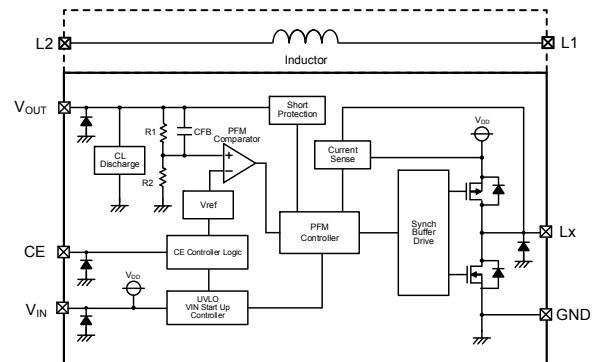 L2
L1
Inductor
VOUT
Short
Protection
R1
CFB
PFM
Comparator
VDD
CL
Discharge
Current
Sense
+
−
R2
Vref
PFM
Controller
Synch
Buffer
Drive
Lx
CE
CE Controller Logic
VDD
VIN
UVLO
VIN Start Up
Controller
GND